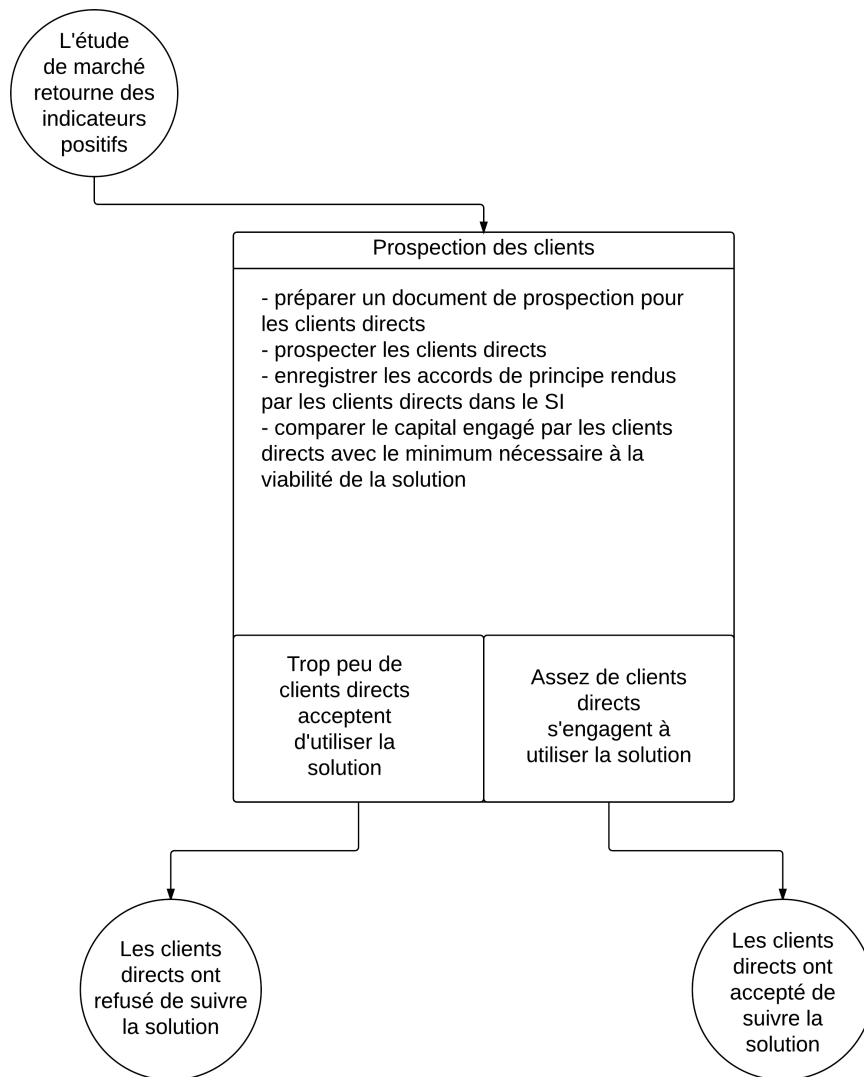 L'étude
de marché
retourne des
indicateurs
positifs
Prospection des clients
- préparer un document de prospection pour
les clients directs
- prospecter les clients directs
- enregistrer les accords de principe rendus
par les clients directs dans le SI
- comparer le capital engagé par les clients
directs avec le minimum nécessaire à la
viabilité de la solution
Trop peu de
clients directs
acceptent
d'utiliser la
solution
Assez de clients
directs
s'engagent à
utiliser la solution
Les clients
directs ont
refusé de suivre
la solution
Les clients
directs ont
accepté de
suivre la
solution